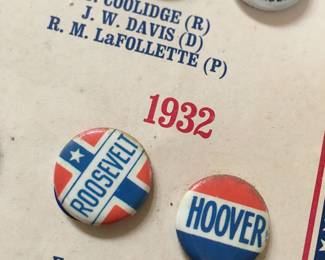 COOLIDGE (R)
J. W. DAVIS (D)
R. M. LaFOLLETTE (P)
1932
ROOSEVELT
HOOVER